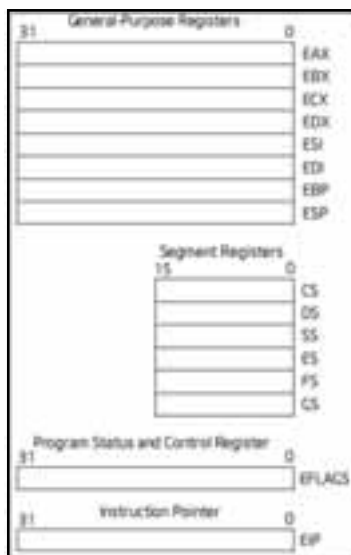 General-Purpose Registers
31 0
EAX
EBX
ECX
EDX
ESI
EDI
EBP
ESP
Segment Registers
15 0
CS
DS
SS
ES
FS
GS
Program Status and Control Register
31 0
EFLAGS
31 Instruction Pointer 0
EIP